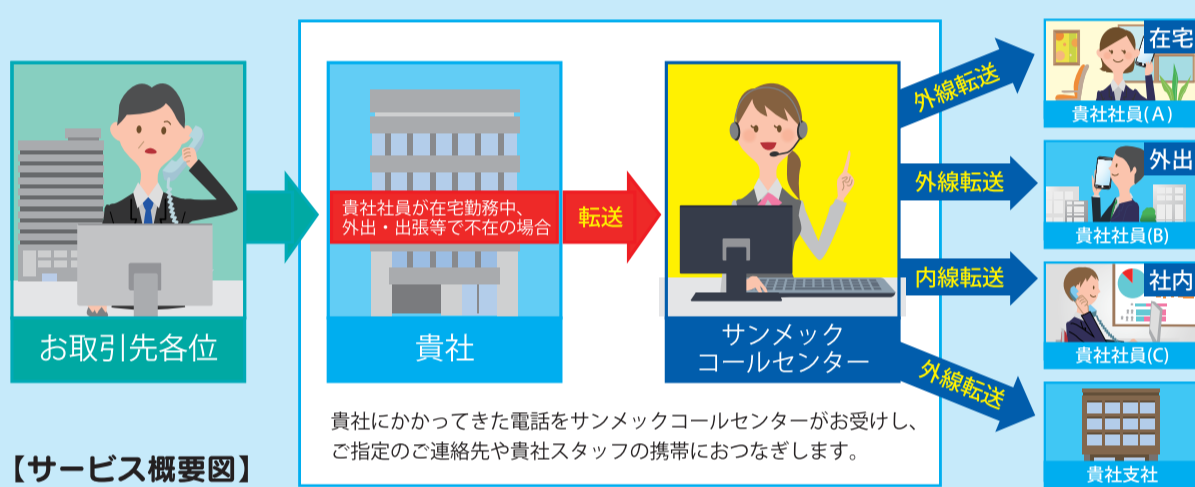 お取引先各位
貴社社員が在宅勤務中、
外出・出張等で不在の場合
転送
貴社
サンメック
コールセンター
外線転送
外線転送
内線転送
外線転送
在宅
貴社社員(A)
外出
貴社社員(B)
社内
貴社社員(C)
貴社支社
貴社にかかってきた電話をサンメックコールセンターがお受けし、
ご指定のご連絡先や貴社スタッフの携帯におつなぎします。
【サービス概要図】